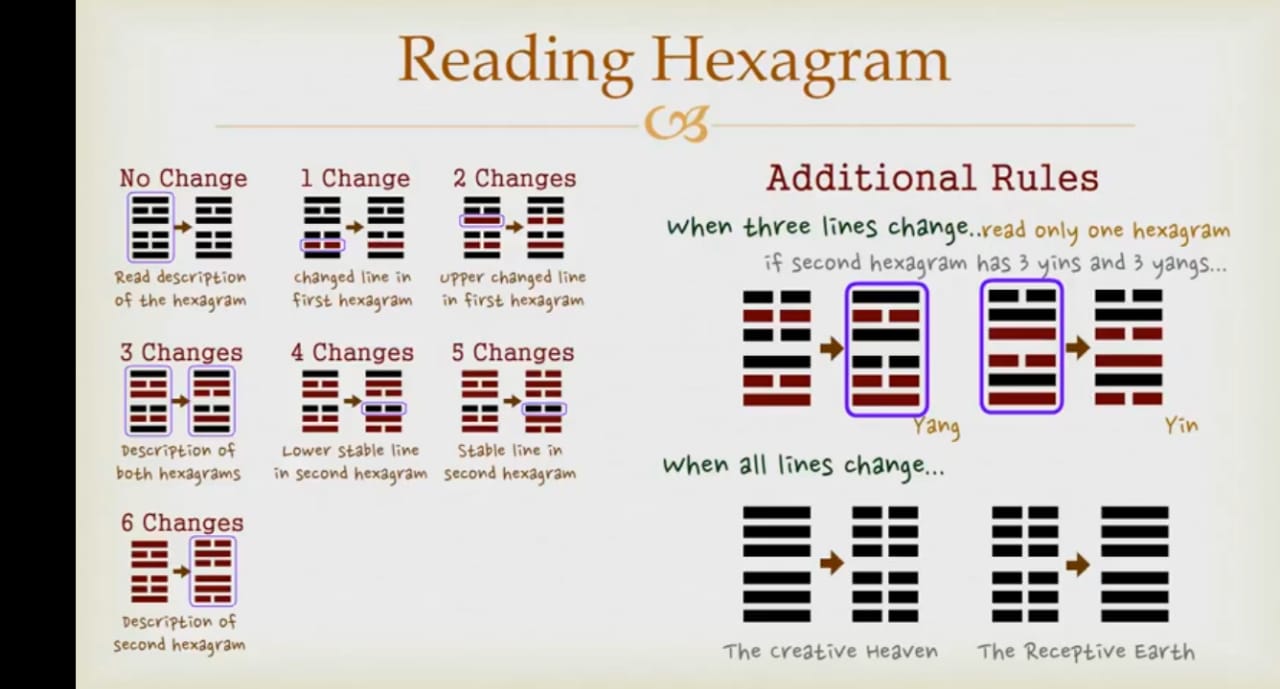 Reading Hexagram
No Change
Read description
of the hexagram
1 Change
changed line in
first hexagram
2 Changes
upper changed line
in first hexagram
3 Changes
Description of
both hexagrams
4 Changes
Lower stable line
in second hexagram
5 Changes
Stable line in
second hexagram
6 Changes
Description of
second hexagram
Additional Rules
When three lines change..read only one hexagram
if second hexagram has 3 yins and 3 yangs...
Yang
Yin
When all lines change...
The Creative Heaven
The Receptive Earth